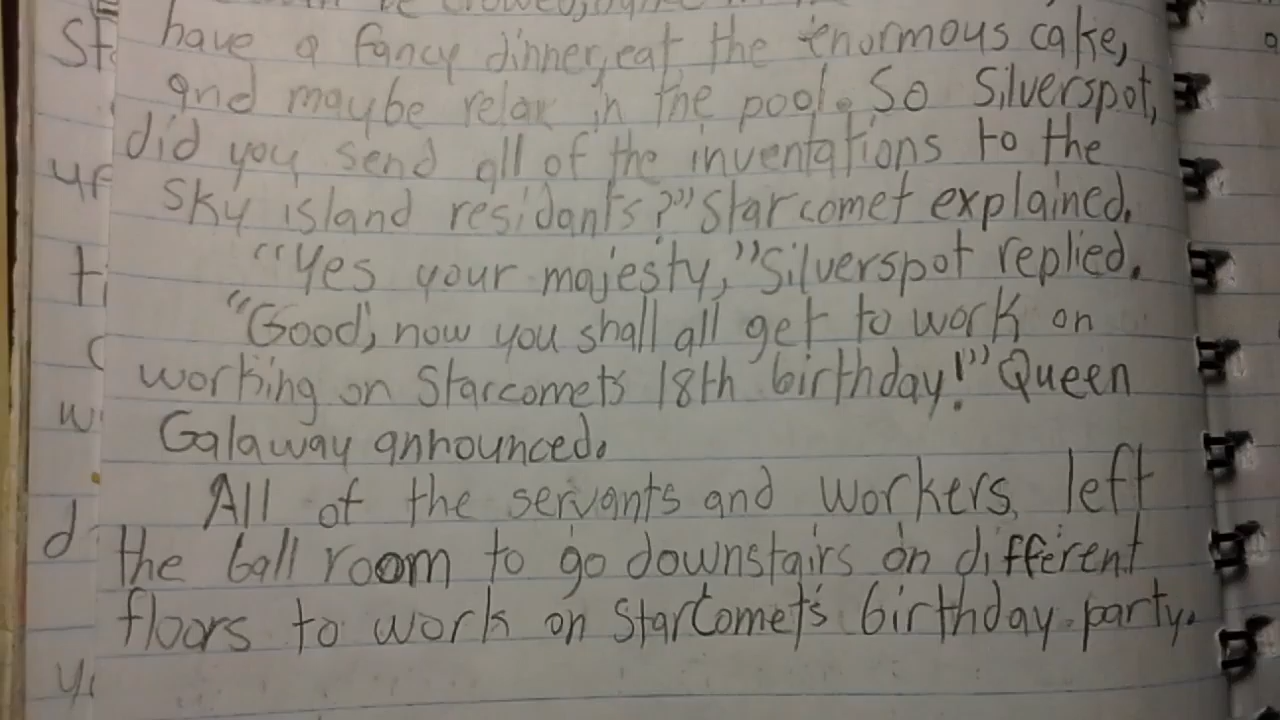 have a fancy dinner, eat the enormous cake,
and maybe relax in the pool. So Silverspot,
did you send all of the inventations to the
sky island residants?" Starcomet explained.
"Yes your majesty," Silverspot replied.
"Good, now you shall all get to work on
working on Starcomet's 18th birthday!" Queen
Galaway announced.
All of the servants and workers left
the ball room to go downstairs on different
floors to work on StarComet's birthday party.